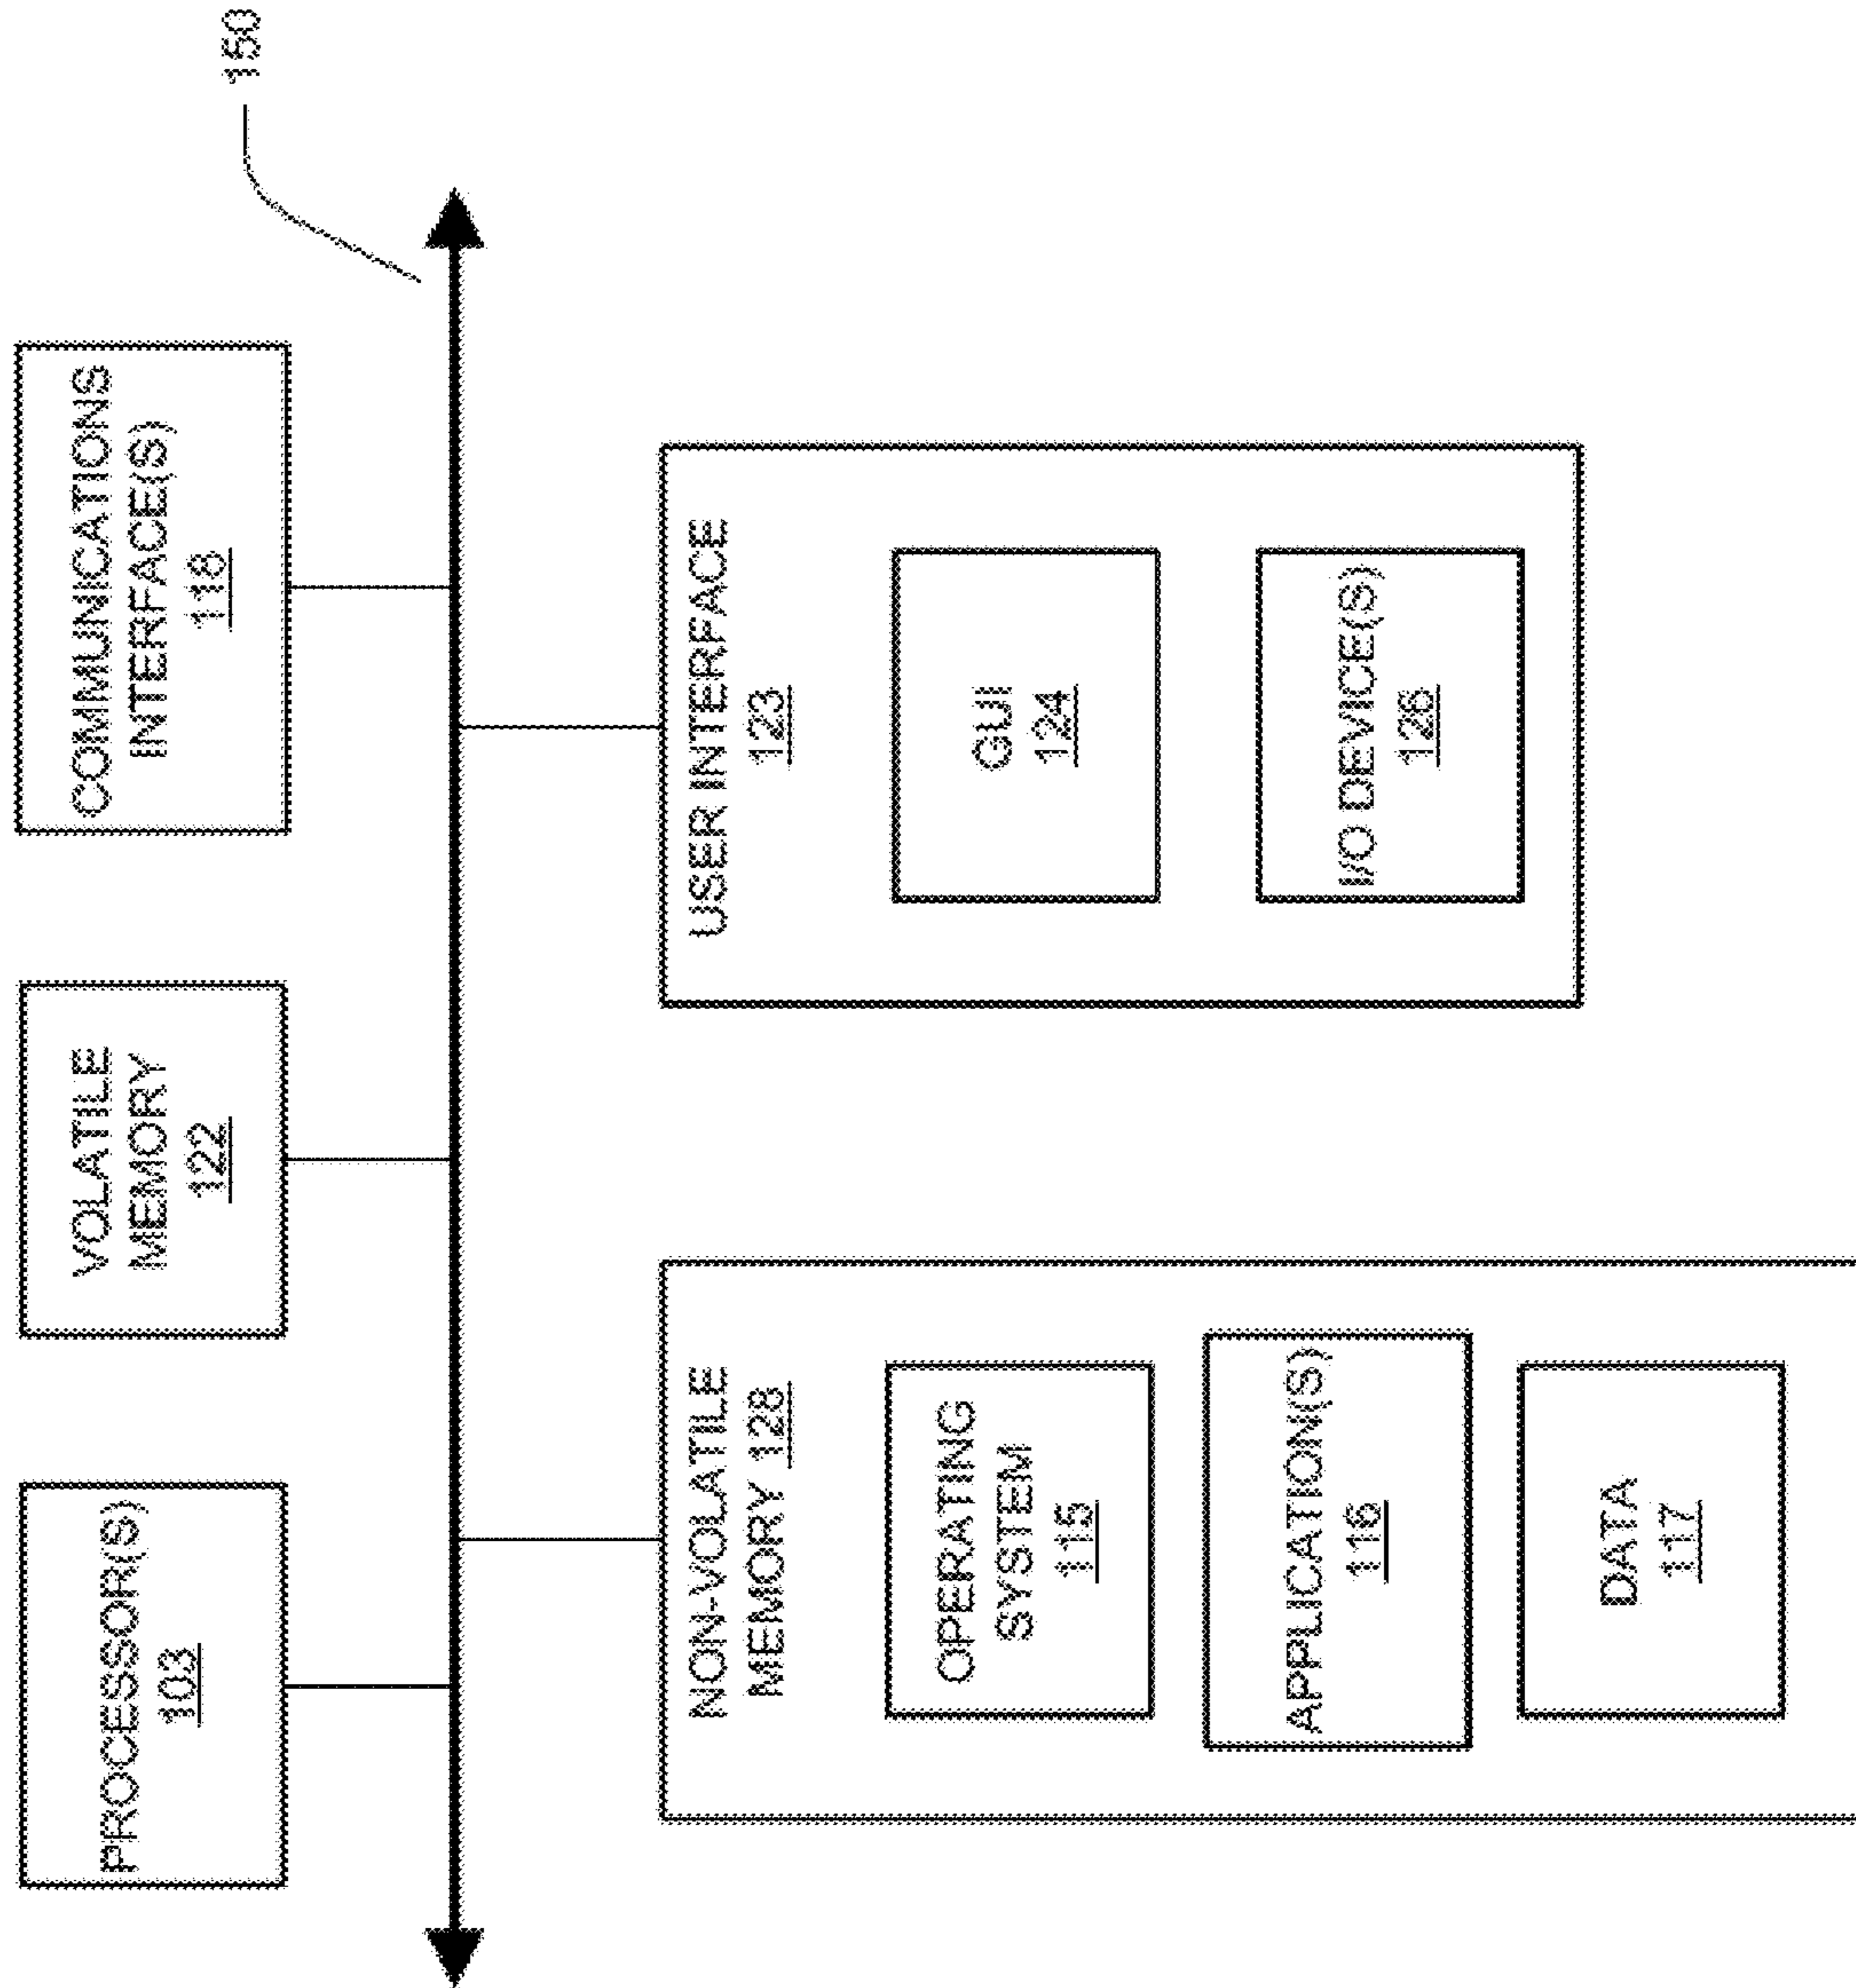 PROCESSOR(S)
103
VOLATILE
MEMORY
122
COMMUNICATIONS
INTERFACE(S)
118
150
NON-VOLATILE
MEMORY 128
OPERATING
SYSTEM
115
APPLICATION(S)
116
DATA
117
USER INTERFACE
123
GUI
124
I/O DEVICE(S)
126